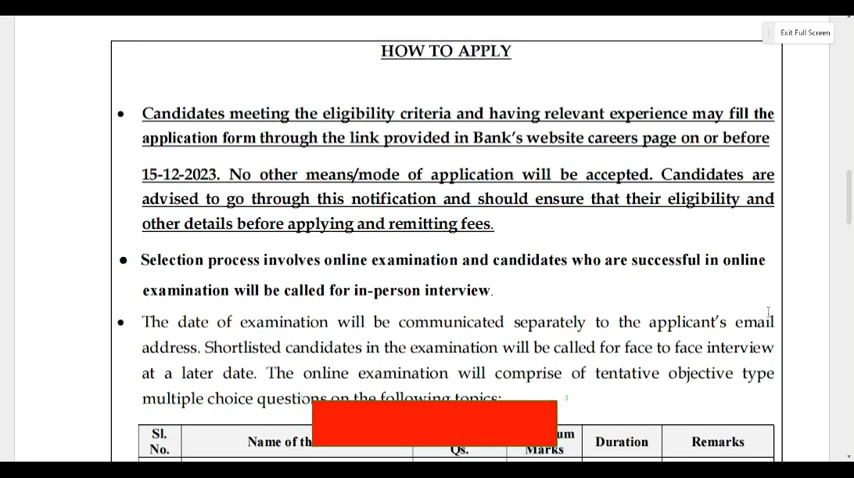 Exit Full Screen
HOW TO APPLY
• Candidates meeting the eligibility criteria and having relevant experience may fill the
application form through the link provided in Bank's website careers page on or before
15-12-2023. No other means/mode of application will be accepted. Candidates are
advised to go through this notification and should ensure that their eligibility and
other details before applying and remitting fees.
• Selection process involves online examination and candidates who are successful in online
examination will be called for in-person interview.
• The date of examination will be communicated separately to the applicant's email
address. Shortlisted candidates in the examination will be called for face to face interview
at a later date. The online examination will comprise of tentative objective type
multiple choice questions on the following topics:
Sl. No.
Name of
Qs.
Marks
Duration
Remarks